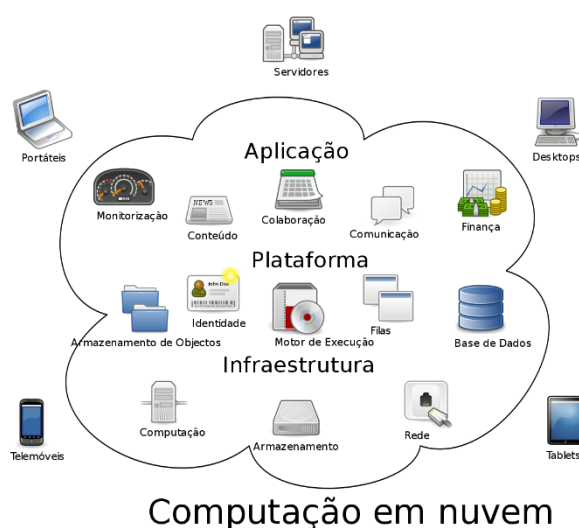 Servidores
Portáteis
Desktops
Aplicação
Monitorização
NEWS
Conteúdo
Colaboração
Comunicação
Finança
Plataforma
John Doe
Armazenamento de Objectos
Identidade
Motor de Execução
Filas
Base de Dados
Infraestrutura
Computação
Armazenamento
Rede
Telemóveis
Tablets
Computação em nuvem